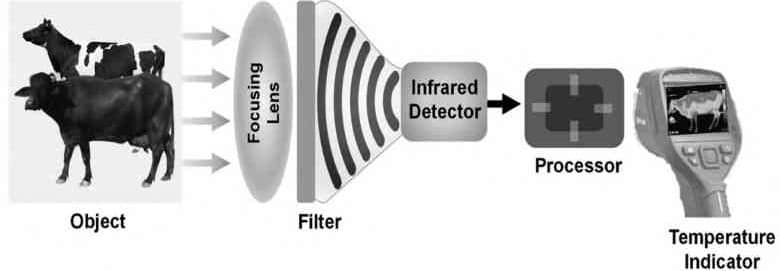 Object
Focusing
Lens
Filter
Infrared
Detector
Processor
Temperature
Indicator